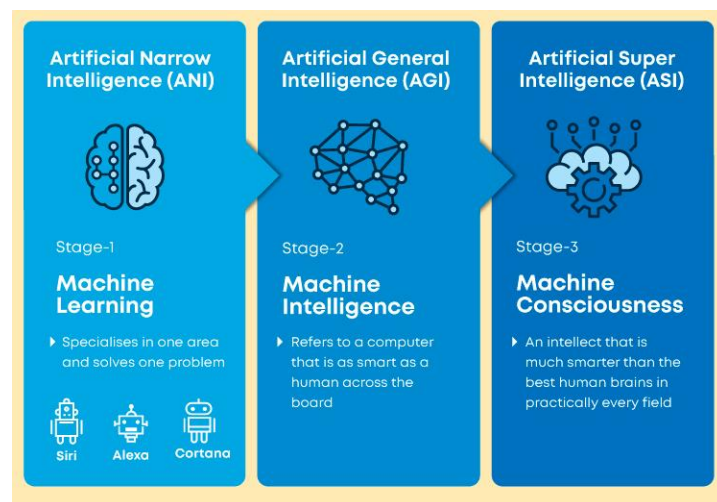 Artificial Narrow
Intelligence (ANI)
Stage-1
Machine
Learning
Specialises in one area
and solves one problem
Siri
Alexa
Cortana
Artificial General
Intelligence (AGI)
Stage-2
Machine
Intelligence
Refers to a computer
that is as smart as a
human across the
board
Artificial Super
Intelligence (ASI)
Stage-3
Machine
Consciousness
An intellect that is
much smarter than the
best human brains in
practically every field